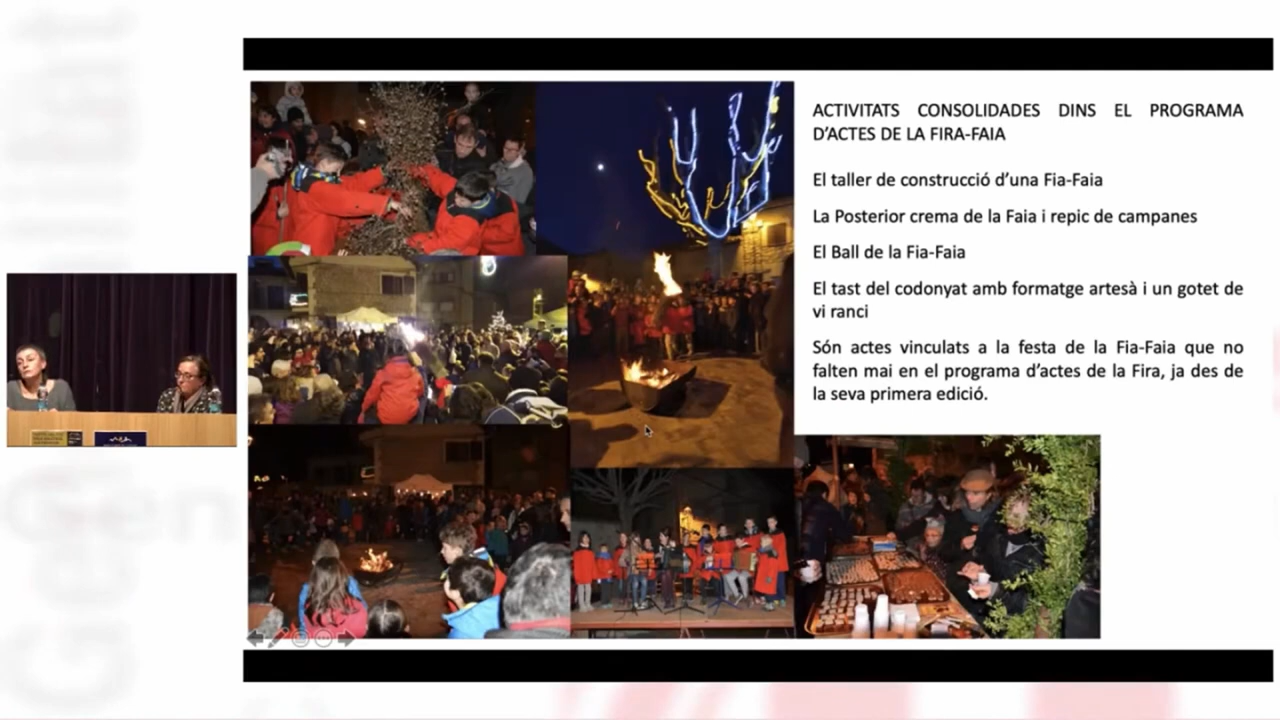 ACTIVITATS CONSOLIDADES DINS EL PROGRAMA
D'ACTES DE LA FIRA-FAIA
El taller de construcció d'una Fia-Faia
La Posterior crema de la Faia i repic de campanes
El Ball de la Fia-Faia
El tast del codonyat amb formatge artesà i un gotet de
vi ranci
Són actes vinculats a la festa de la Fia-Faia que no
falten mai en el programa d'actes de la Fira, ja des de
la seva primera edició.